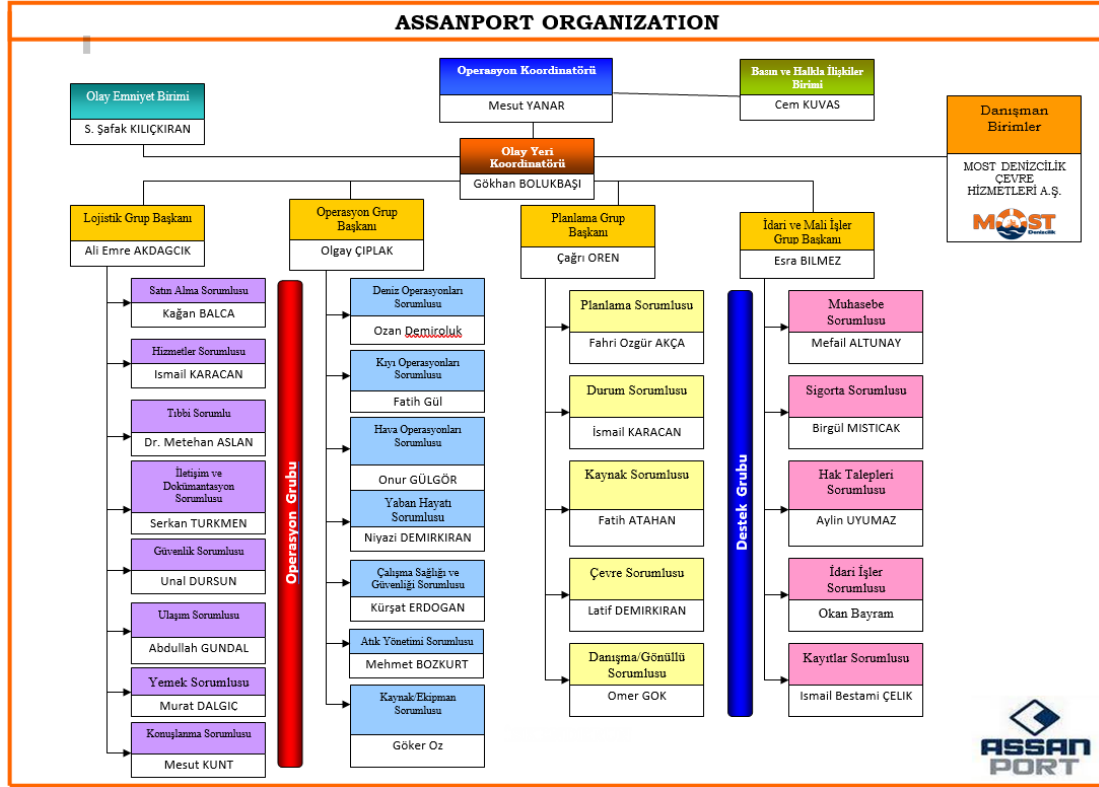 ASSANPORT ORGANIZATION
Operasyon Koordinatörü
Mesut YANAR
Basın ve Halkla İlişkiler
Birimi
Cem KUVAS
Olay Emniyet Birimi
S. Şafak KILIÇKIRAN
Danışman
Birimler
MOST DENİZCİLİK
ÇEVRE
HİZMETLERİ A.Ş.
MOST
Denizcilik
Olay Yeri
Koordinatörü
Gökhan BOLUKBAŞI
Lojistik Grup Başkanı
Ali Emre AKDAGCIK
Operasyon Grup
Başkanı
Olgay ÇIPLAK
Planlama Grup
Başkanı
Çağrı OREN
İdari ve Mali İşler
Grup Başkanı
Esra BILMEZ
Satın Alma Sorumlusu
Kağan BALCA
Hizmetler Sorumlusu
Ismail KARACAN
Tıbbi Sorumlu
Dr. Metehan ASLAN
İletişim ve
Dokümantasyon
Sorumlusu
Serkan TURKMEN
Güvenlik Sorumlusu
Unal DURSUN
Ulaşım Sorumlusu
Abdullah GUNDAL
Yemek Sorumlusu
Murat DALGIC
Konuşlanma Sorumlusu
Mesut KUNT
Operasyon Grubu
Deniz Operasyonları
Sorumlusu
Ozan Demiroluk
Kıyı Operasyonları
Sorumlusu
Fatih Gül
Hava Operasyonları
Sorumlusu
Onur GÜLGÖR
Yaban Hayatı
Sorumlusu
Niyazi DEMIRKIRAN
Çalışma Sağlığı ve
Güvenliği Sorumlusu
Kürşat ERDOGAN
Atık Yönetimi Sorumlusu
Mehmet BOZKURT
Kaynak/Ekipman
Sorumlusu
Göker Oz
Planlama Sorumlusu
Fahri Ozgür AKÇA
Durum Sorumlusu
İsmail KARACAN
Kaynak Sorumlusu
Fatih ATAHAN
Çevre Sorumlusu
Latif DEMIRKIRAN
Danışma/Gönüllü
Sorumlusu
Omer GOK
Destek Grubu
Muhasebe
Sorumlusu
Mefail ALTUNAY
Sigorta Sorumlusu
Birgül MISTICAK
Hak Talepleri
Sorumlusu
Aylin UYUMAZ
İdari İşler
Sorumlusu
Okan Bayram
Kayıtlar Sorumlusu
Ismail Bestami ÇELIK
ASSAN
PORT